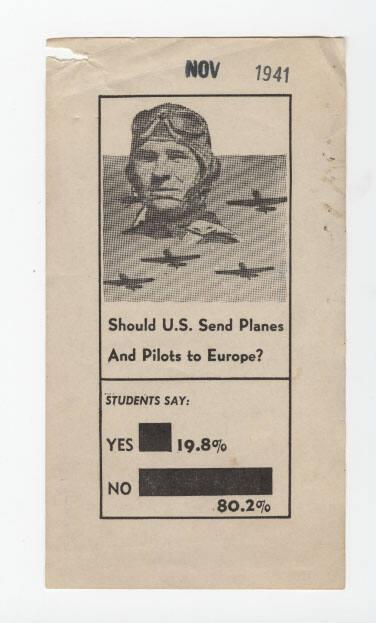 NOV 1941
Should U.S. Send Planes
And Pilots to Europe?
STUDENTS SAY:
YES 19.8%
NO
80.2%